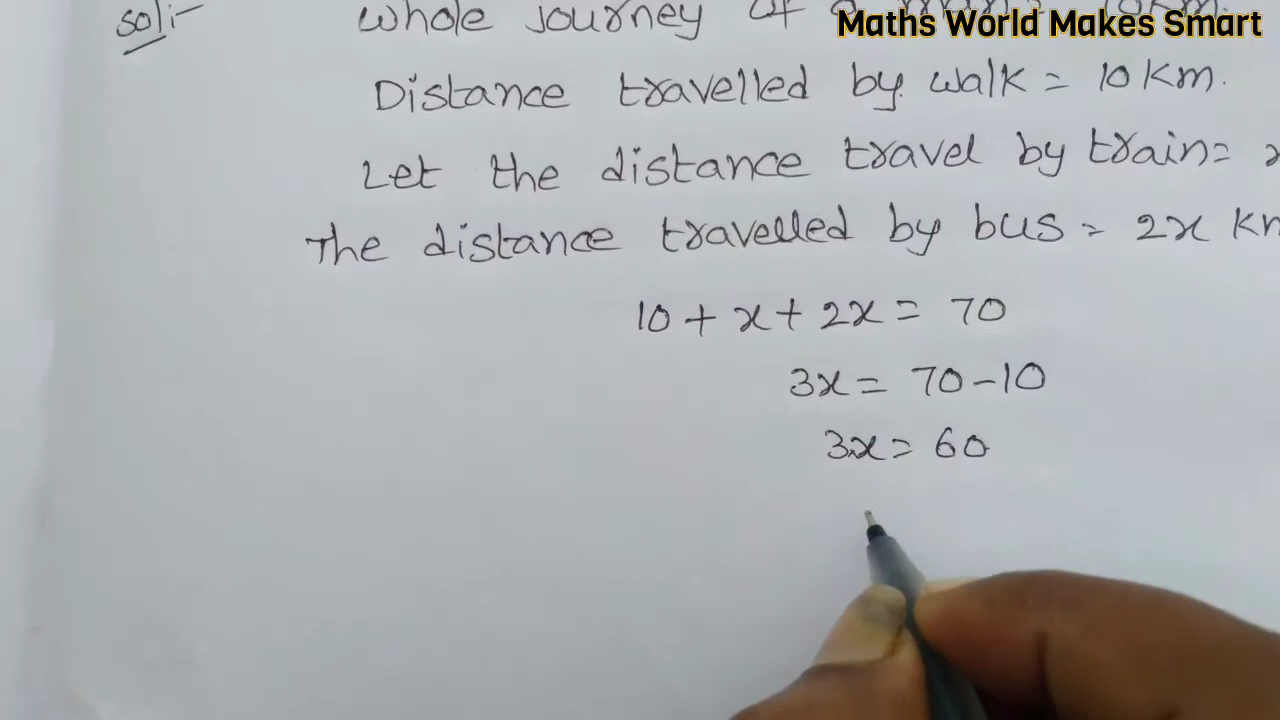 Maths World Makes Smart
Sol:-
Whole journey of
Distance travelled by walk = 10 Km.
Let the distance travel by train =
The distance travelled by bus = 2x
10 + x + 2x = 70
3x = 70 - 10
3x = 60